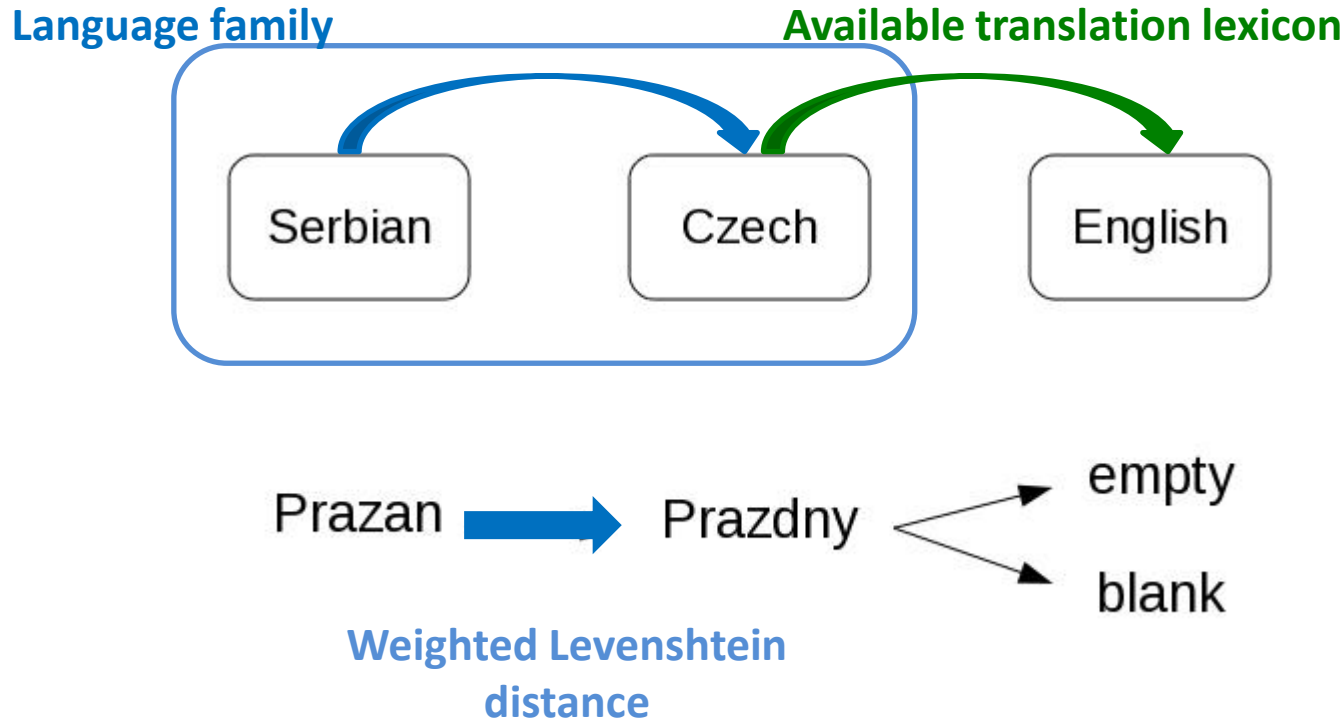 Language family
Available translation lexicon
Serbian
Czech
English
Prazan
Prazdny
empty
blank
Weighted Levenshtein
distance